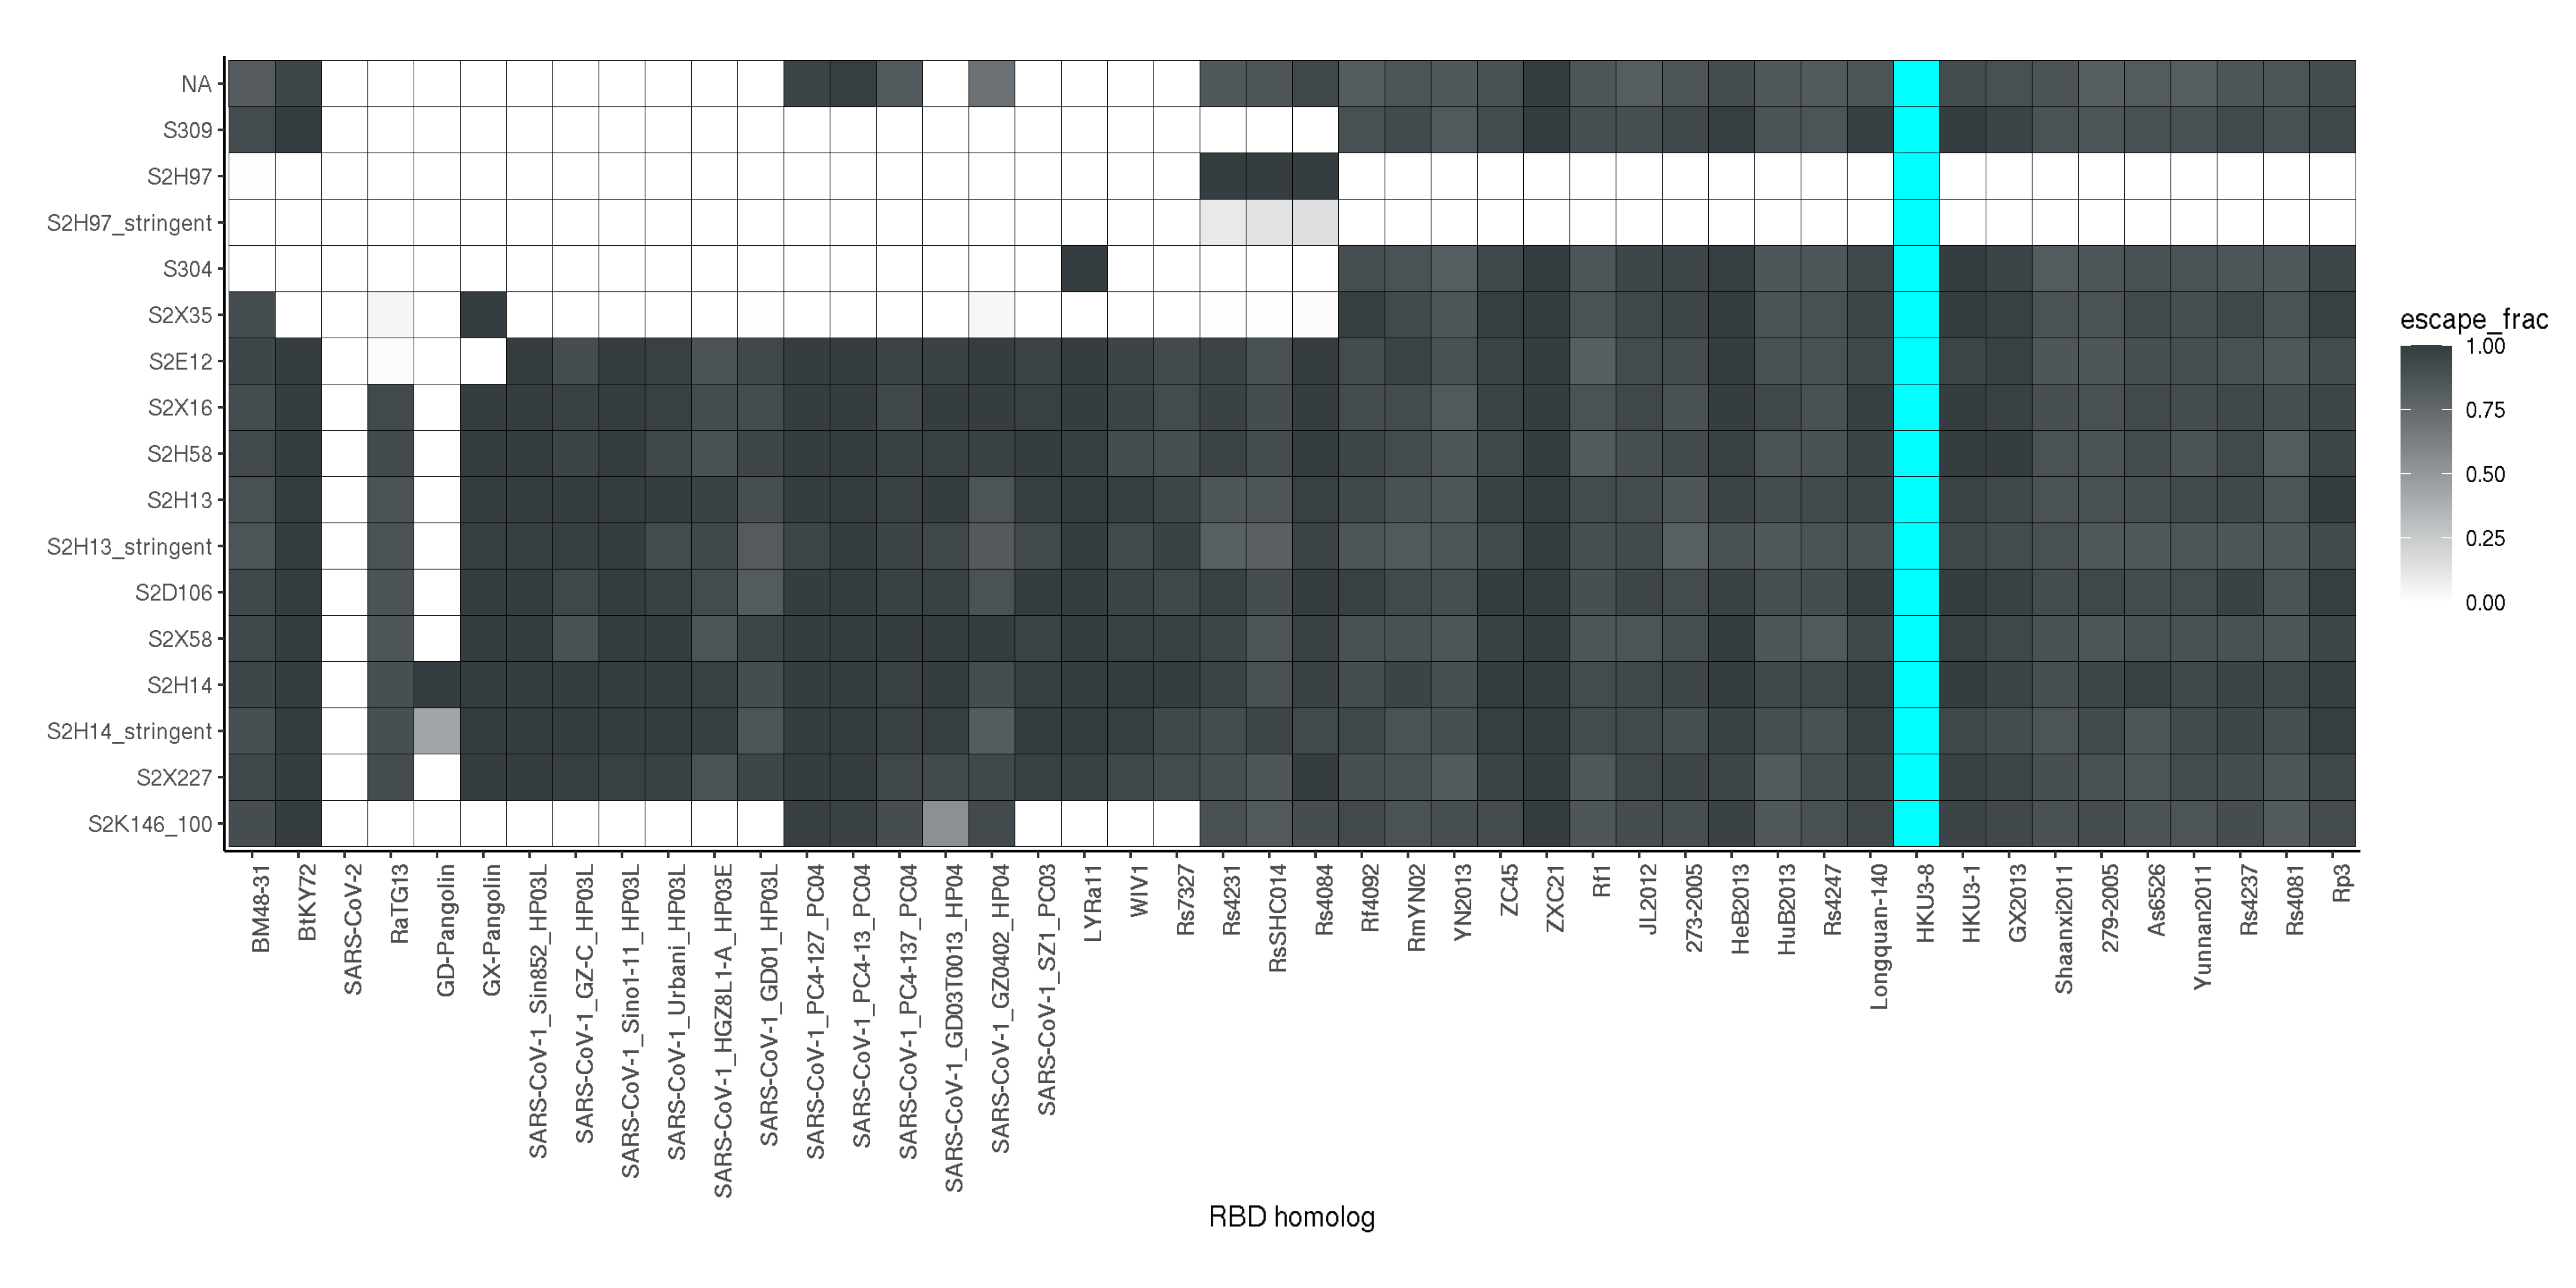 NA
S309
S2H97
S2H97_stringent
S304
S2X35
S2E12
S2X16
S2H58
S2H13
S2H13_stringent
S2D106
S2X58
S2H14
S2H14_stringent
S2X227
S2K146_100
BM48-31
BtKY72
SARS-CoV-2
RaTG13
GD-Pangolin
GX-Pangolin
SARS-CoV-1_Sin852_HP03L
SARS-CoV-1_GZ-C_HP03L
SARS-CoV-1_Sino1-11_HP03L
SARS-CoV-1_Urbani_HP03L
SARS-CoV-1_HGZ8L1-A_HP03E
SARS-CoV-1_GD01_HP03L
SARS-CoV-1_PC4-127_PC04
SARS-CoV-1_PC4-13_PC04
SARS-CoV-1_PC4-137_PC04
SARS-CoV-1_GD03T0013_HP04
SARS-CoV-1_GZ0402_HP04
SARS-CoV-1_SZ1_PC03
LYRa11
WIV1
Rs7327
Rs4231
RsSHC014
Rs4084
Rf4092
RmYN02
YN2013
ZC45
ZXC21
Rf1
JL2012
273-2005
HeB2013
HuB2013
Rs4247
Longquan-140
HKU3-8
HKU3-1
GX2013
Shaanxi2011
279-2005
As6526
Yunnan2011
Rs4237
Rs4081
Rp3
RBD homolog
escape_frac
1.00
0.75
0.50
0.25
0.00